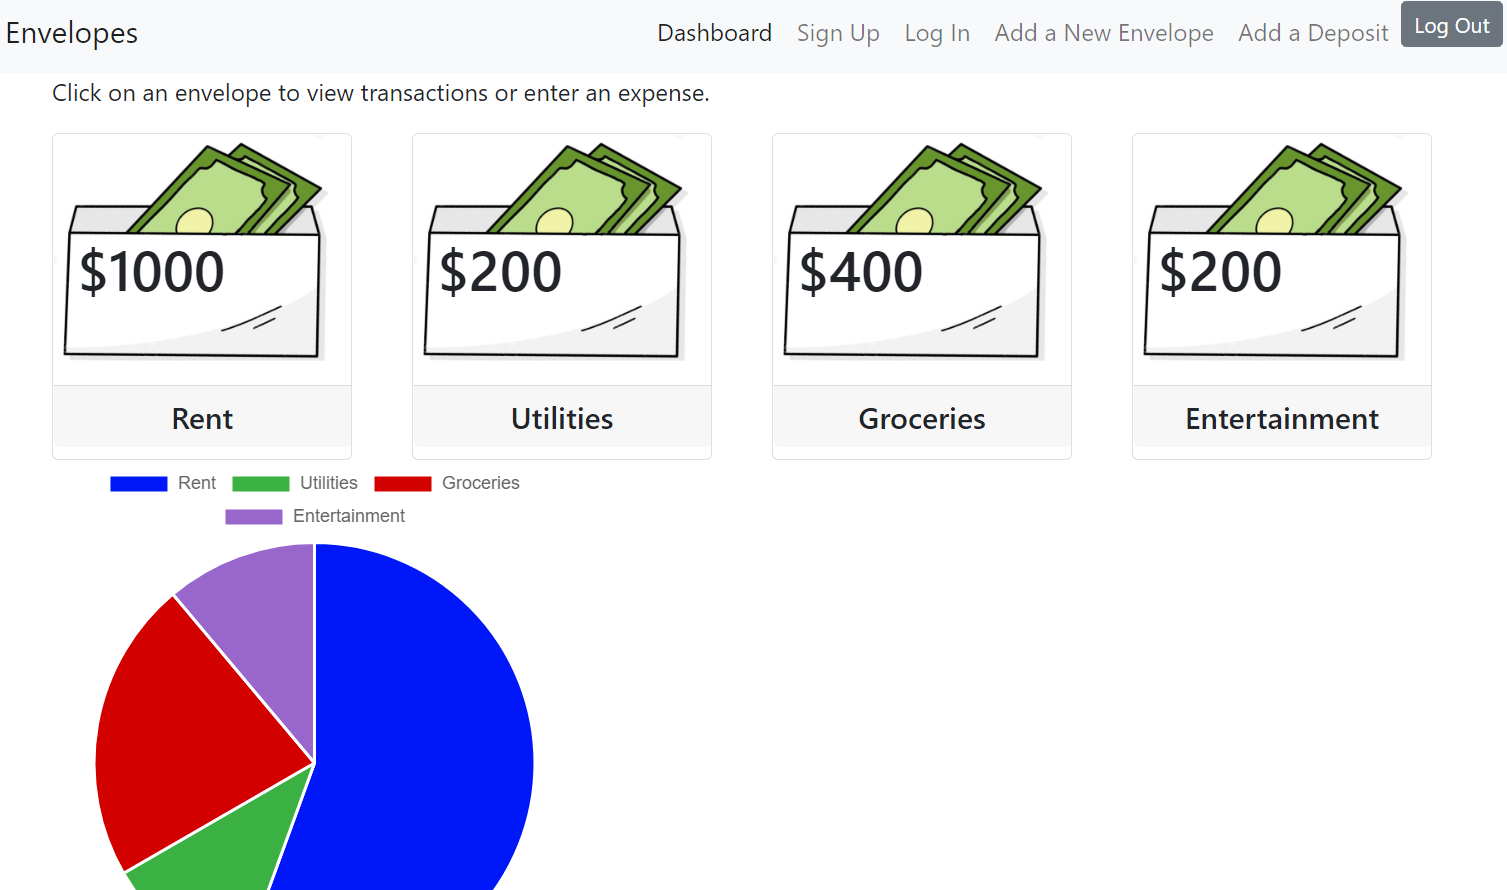 Envelopes Dashboard Sign Up Log In Add a New Envelope Add a Deposit Log Out
Click on an envelope to view transactions or enter an expense.
$1000 $200 $400 $200
Rent Utilities Groceries Entertainment
Rent Utilities Groceries
Entertainment